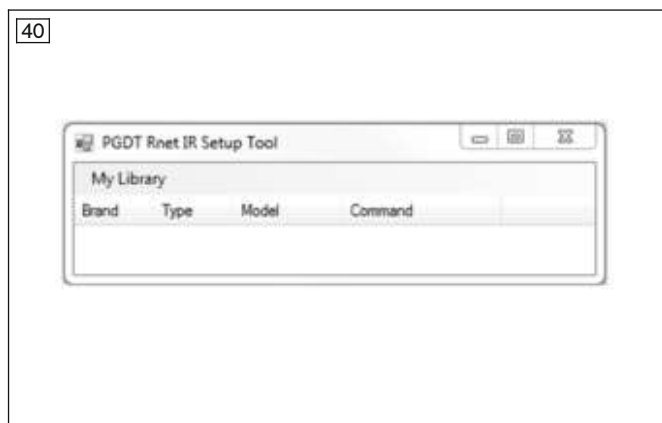 40
PGDT Rnet IR Setup Tool
My Library
Brand Type Model Command